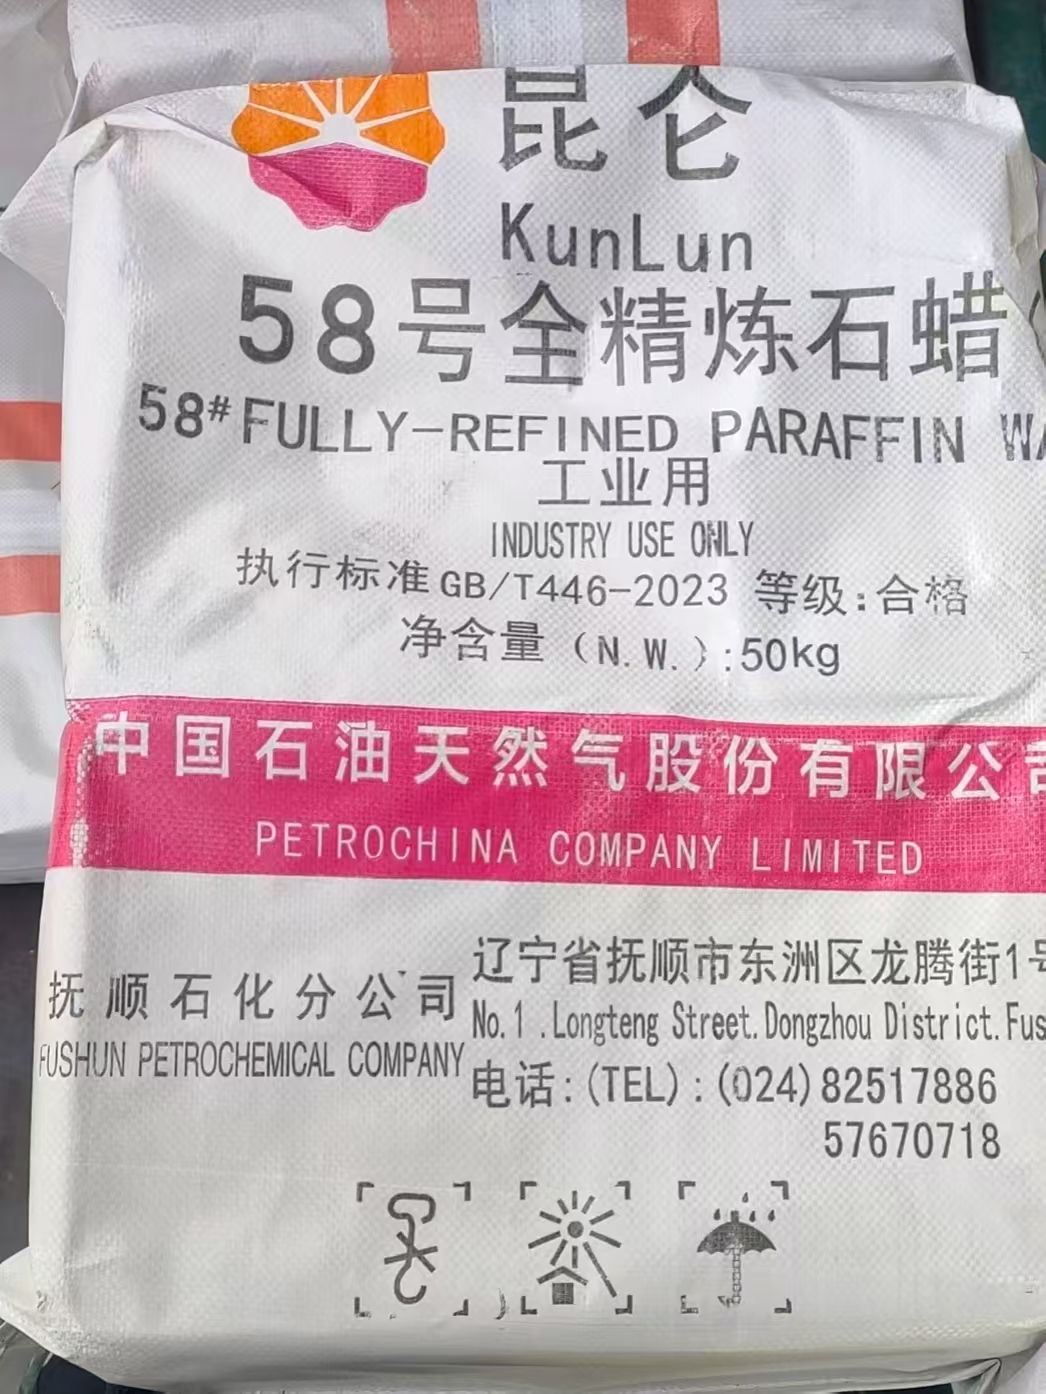 昆仑
KunLun
58号全精炼石蜡
58#FULLY-REFINED PARAFFIN
工业用
INDUSTRY USE ONLY
执行标准GB/T446-2023 等级:合格
净含量(N.W.):50kg
中国石油天然气股份有限公司
PETROCHINA COMPANY LIMITED
抚顺石化分公司
FUSHUN PETROCHEMICAL COMPANY
辽宁省抚顺市东洲区龙腾街1号
No.1 .Longteng Street.Dongzhou District.Fus
电话:(TEL):(024)82517886
57670718